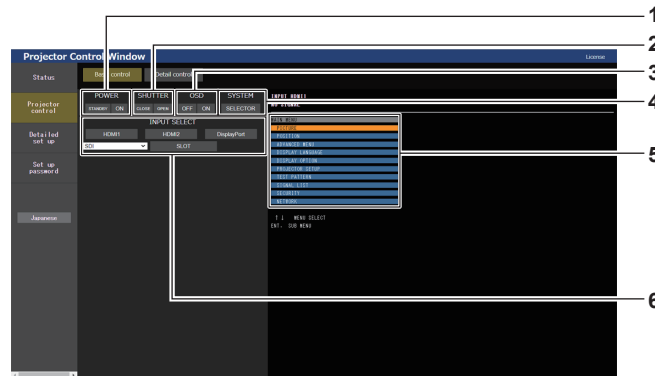 1
2
3
4
5
6
Projector Control Window
License
Status
Basic control
Detail control
POWER
SHUTTER
OSD
SYSTEM
STANDBY ON
CLOSE OPEN
OFF ON
SELECTOR
INPUT HDMI1
NO SIGNAL
Projector
control
INPUT SELECT
HDMI1
HDMI2
DisplayPort
SDI
SLOT
MAIN MENU
PICTURE
POSITION
ADVANCED MENU
DISPLAY LANGUAGE
DISPLAY OPTION
PROJECTOR SETUP
TEST PATTERN
SIGNAL LIST
SECURITY
NETWORK
Detailed
set up
Set up
password
Japanese
↑↓ MENU SELECT
ENT. SUB MENU